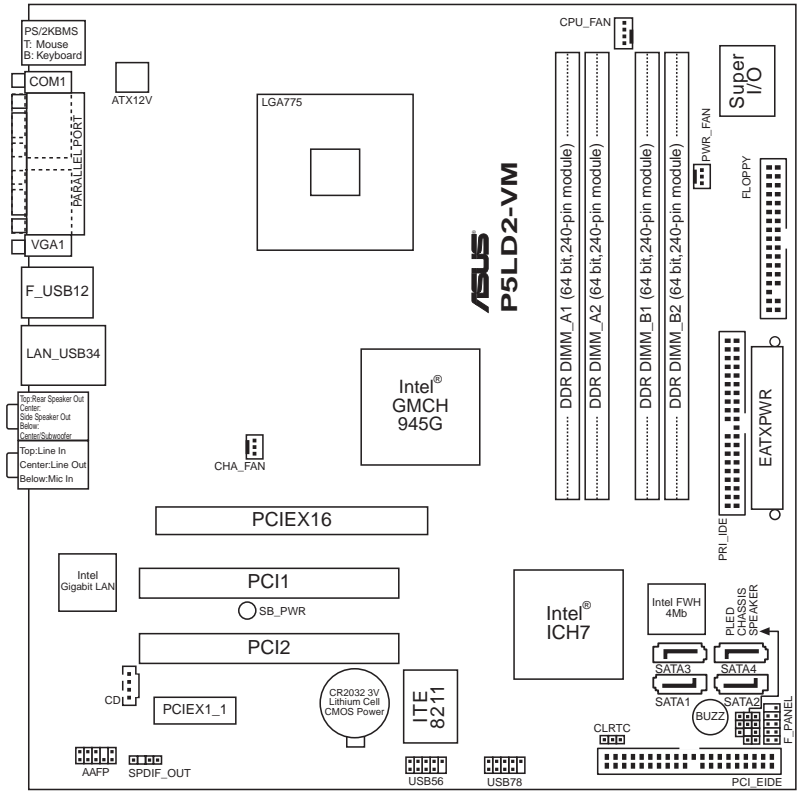 PS/2KBMS
T: Mouse
B: Keyboard
CPU_FAN
COM1
ATX12V
LGA775
Super
I/O
PWR_FAN
FLOPPY
PARALLEL PORT
VGA1
F_USB12
LAN_USB34
ASUS
P5LD2-VM
DDR DIMM_A1 (64 bit,240-pin module)
DDR DIMM_A2 (64 bit,240-pin module)
DDR DIMM_B1 (64 bit,240-pin module)
DDR DIMM_B2 (64 bit,240-pin module)
Intel®
GMCH
945G
EATXPWR
PRI_IDE
Top:Rear Speaker Out
Center:
Side Speaker Out
Below:
Center/Subwoofer
Top:Line In
Center:Line Out
Below:Mic In
CHA_FAN
PCIEX16
Intel
Gigabit LAN
PCI1
SB_PWR
PCI2
Intel®
ICH7
Intel FWH
4Mb
PLED
CHASSIS
SPEAKER
SATA3
SATA4
SATA1
SATA2
CD
PCIEX1_1
CR2032 3V
Lithium Cell
CMOS Power
ITE
8211
BUZZ
F_PANEL
CLRTC
AAFP
SPDIF_OUT
USB56
USB78
PCI_EIDE